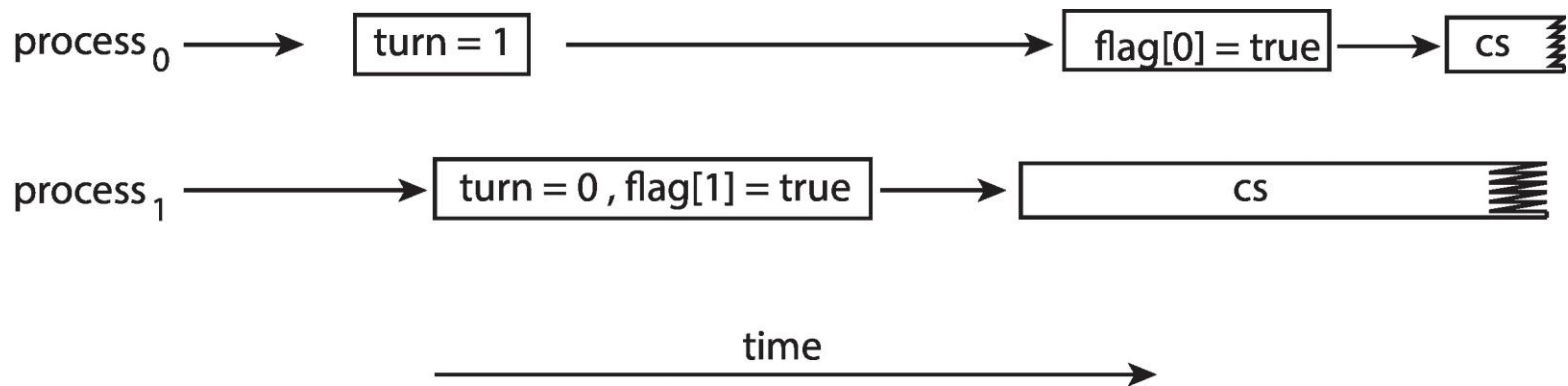 process0 turn = 1 flag[0] = true cs
process1 turn = 0 , flag[1] = true cs
time